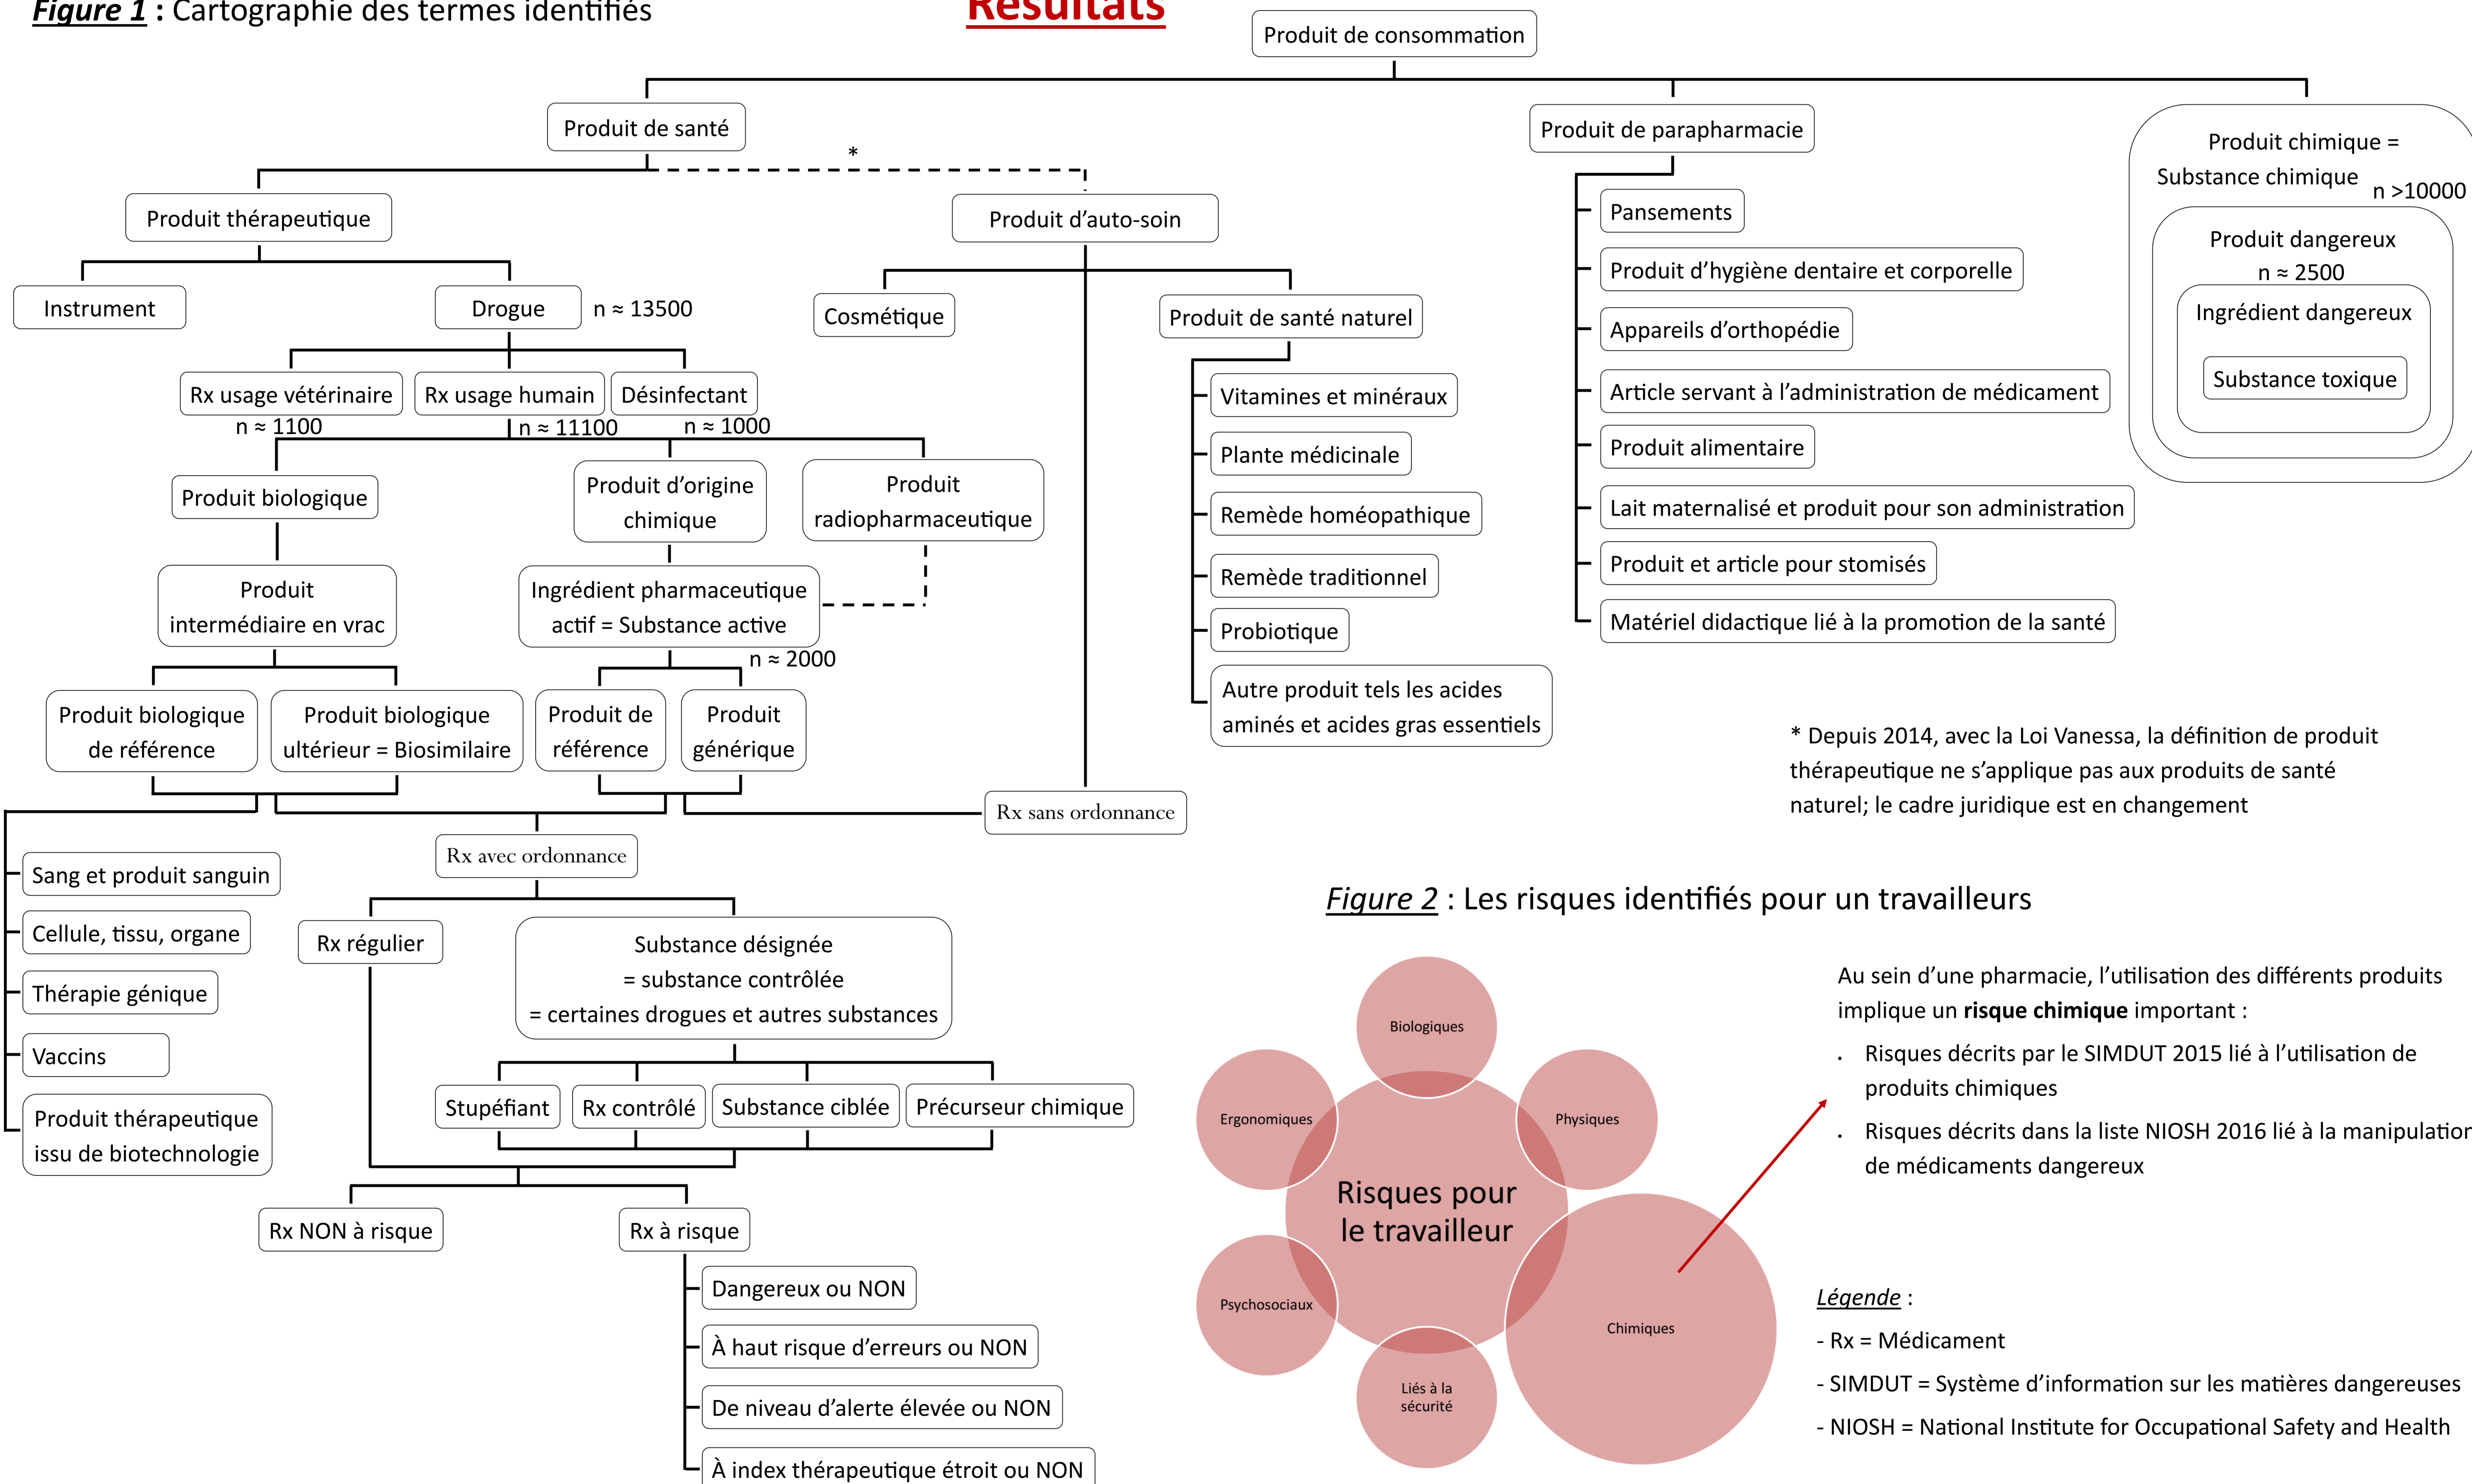 Figure 1 : Cartographie des termes identifiés
Résultats
Produit de consommation
Produit de santé
Produit de parapharmacie
Produit chimique =
Substance chimique
n >10000
Produit dangereux
n ≈ 2500
Ingrédient dangereux
Substance toxique
*
Produit thérapeutique
Produit d’auto-soin
Instrument
Drogue
n ≈ 13500
Cosmétique
Produit de santé naturel
Rx usage vétérinaire
n ≈ 1100
Rx usage humain
n ≈ 11100
Désinfectant
n ≈ 1000
Produit biologique
Produit d’origine
chimique
Produit
radiopharmaceutique
Produit
intermédiaire en vrac
Ingrédient pharmaceutique
actif = Substance active
n ≈ 2000
Produit biologique
de référence
Produit biologique
ultérieur = Biosimilaire
Produit de
référence
Produit
générique
Vitamines et minéraux
Plante médicinale
Remède homéopathique
Remède traditionnel
Probiotique
Autre produit tels les acides
aminés et acides gras essentiels
Pansements
Produit d’hygiène dentaire et corporelle
Appareils d’orthopédie
Article servant à l’administration de médicament
Produit alimentaire
Lait maternalisé et produit pour son administration
Produit et article pour stomisés
Matériel didactique lié à la promotion de la santé
* Depuis 2014, avec la Loi Vanessa, la définition de produit
thérapeutique ne s’applique pas aux produits de santé
naturel; le cadre juridique est en changement
Rx sans ordonnance
Rx avec ordonnance
Sang et produit sanguin
Cellule, tissu, organe
Thérapie génique
Vaccins
Produit thérapeutique
issu de biotechnologie
Rx régulier
Substance désignée
= substance contrôlée
= certaines drogues et autres substances
Stupéfiant
Rx contrôlé
Substance ciblée
Précurseur chimique
Rx NON à risque
Rx à risque
Dangereux ou NON
À haut risque d’erreurs ou NON
De niveau d’alerte élevée ou NON
À index thérapeutique étroit ou NON
Figure 2 : Les risques identifiés pour un travailleurs
Biologiques
Ergonomiques
Physiques
Risques pour
le travailleur
Psychosociaux
Chimiques
Liés à la
sécurité
Au sein d’une pharmacie, l’utilisation des différents produits
implique un risque chimique important :
• Risques décrits par le SIMDUT 2015 lié à l’utilisation de
produits chimiques
• Risques décrits dans la liste NIOSH 2016 lié à la manipulation
de médicaments dangereux
Légende :
- Rx = Médicament
- SIMDUT = Système d’information sur les matières dangereuses
- NIOSH = National Institute for Occupational Safety and Health